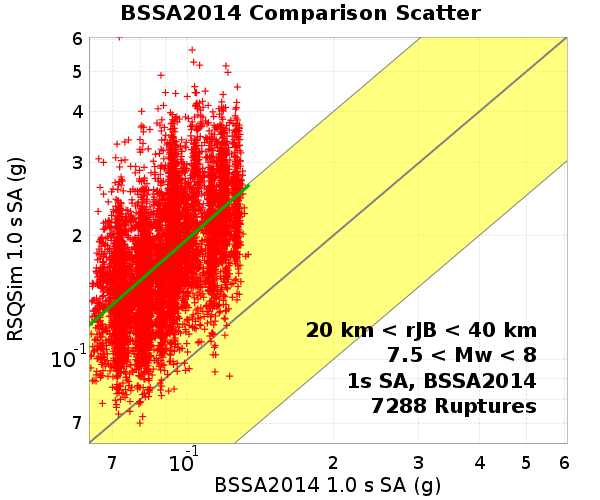 BSSA2014 Comparison Scatter
6
5
4
3
2
10-1
7
RSQSim 1.0 s SA (g)
20 km < rJB < 40 km
7.5 < Mw < 8
1s SA, BSSA2014
7288 Ruptures
7 10-1 2 3 4 5 6
BSSA2014 1.0 s SA (g)